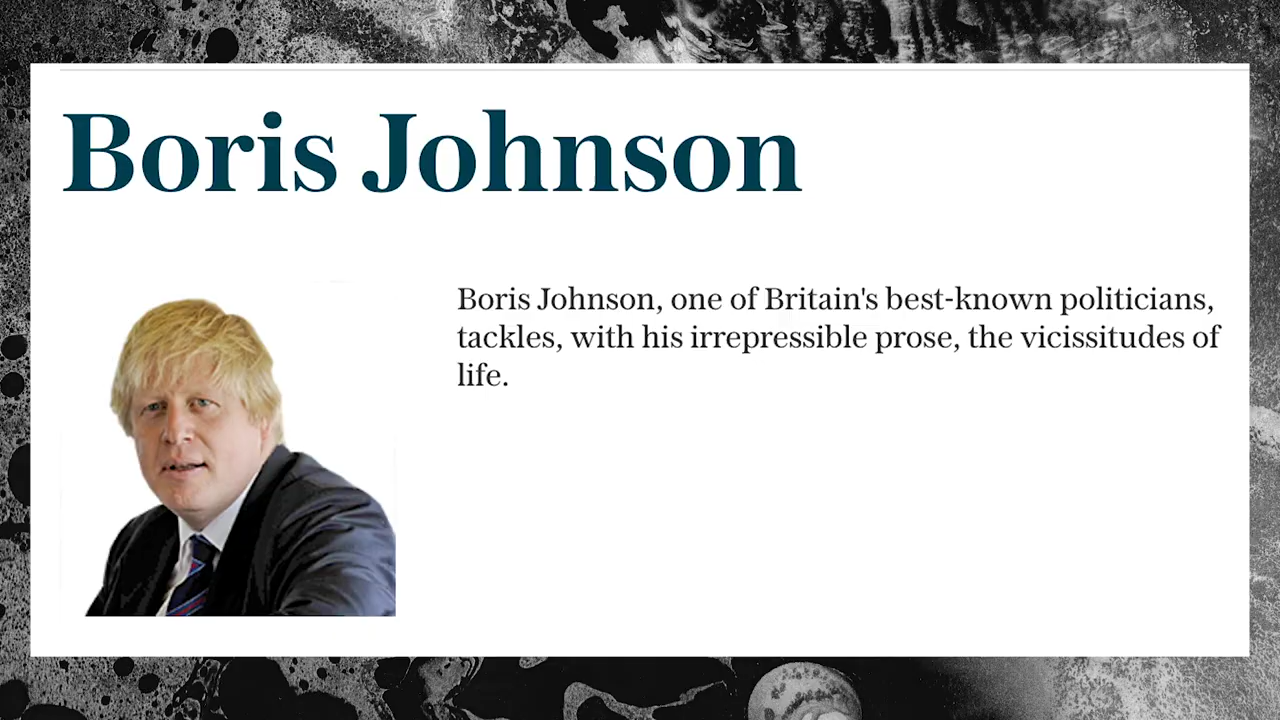 Boris Johnson
Boris Johnson, one of Britain's best-known politicians,
tackles, with his irrepressible prose, the vicissitudes of
life.